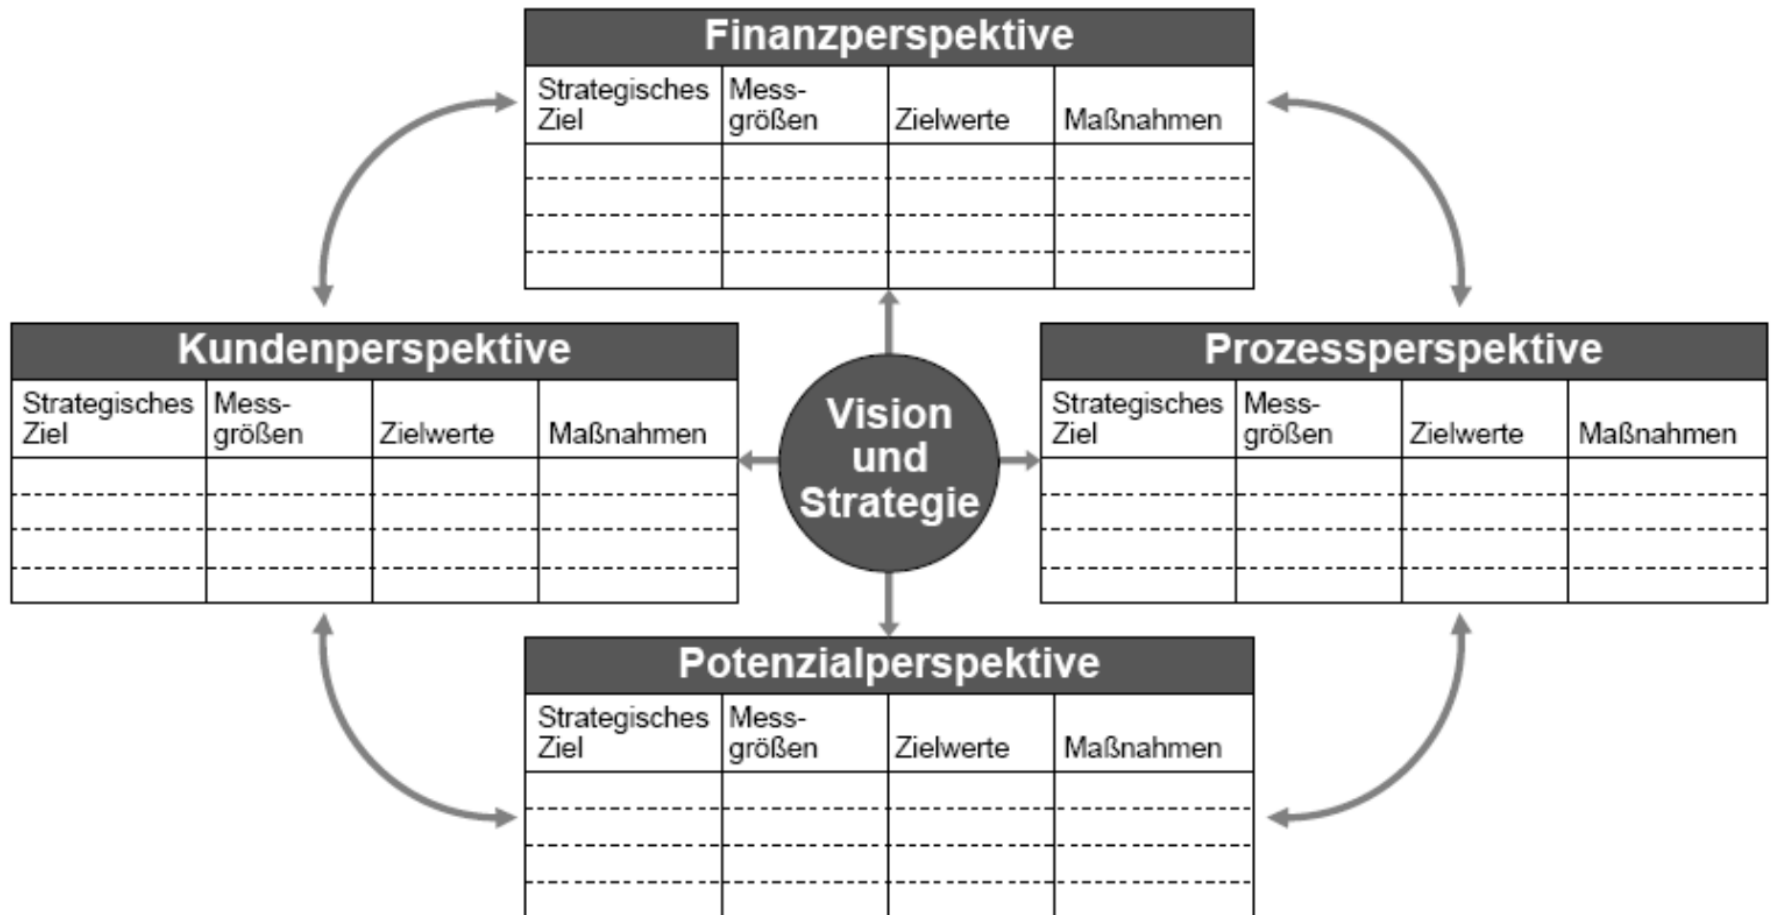 Finanzperspektive
Strategisches Ziel
Mess-
größen
Zielwerte
Maßnahmen
Kundenperspektive
Strategisches
Ziel
Mess-
größen
Zielwerte
Maßnahmen
Vision
und
Strategie
Prozessperspektive
Strategisches
Ziel
Mess-
größen
Zielwerte
Maßnahmen
Potenzialperspektive
Strategisches
Ziel
Mess-
größen
Zielwerte
Maßnahmen